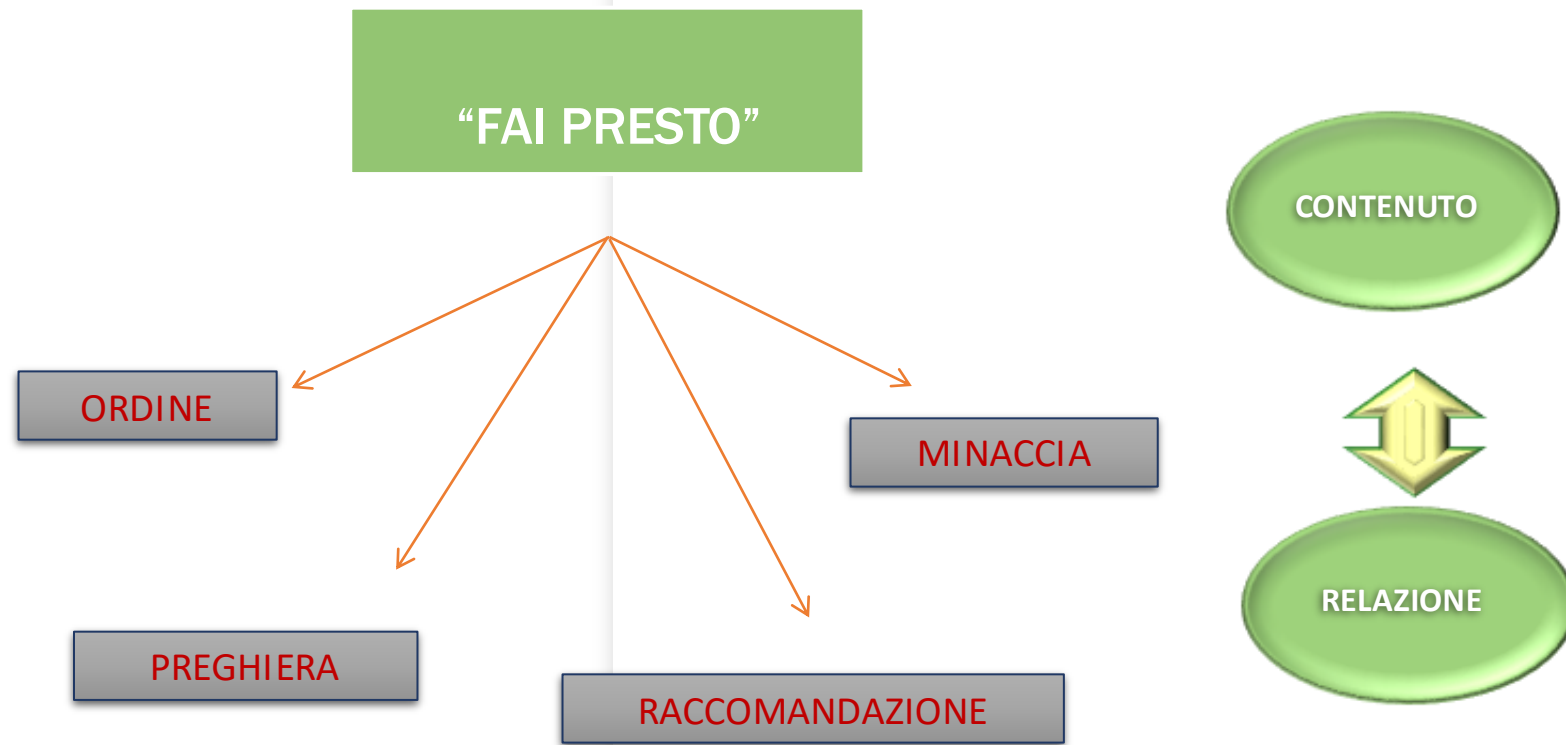 “FAI PRESTO”
CONTENUTO
ORDINE
MINACCIA
RELAZIONE
PREGHIERA
RACCOMANDAZIONE